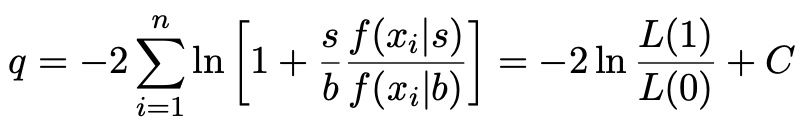 q = -2 \sum_{i=1}^{n} \ln \left[ 1 + \frac{s}{b} \frac{f(x_i|s)}{f(x_i|b)} \right] = -2 \ln \frac{L(1)}{L(0)} + C